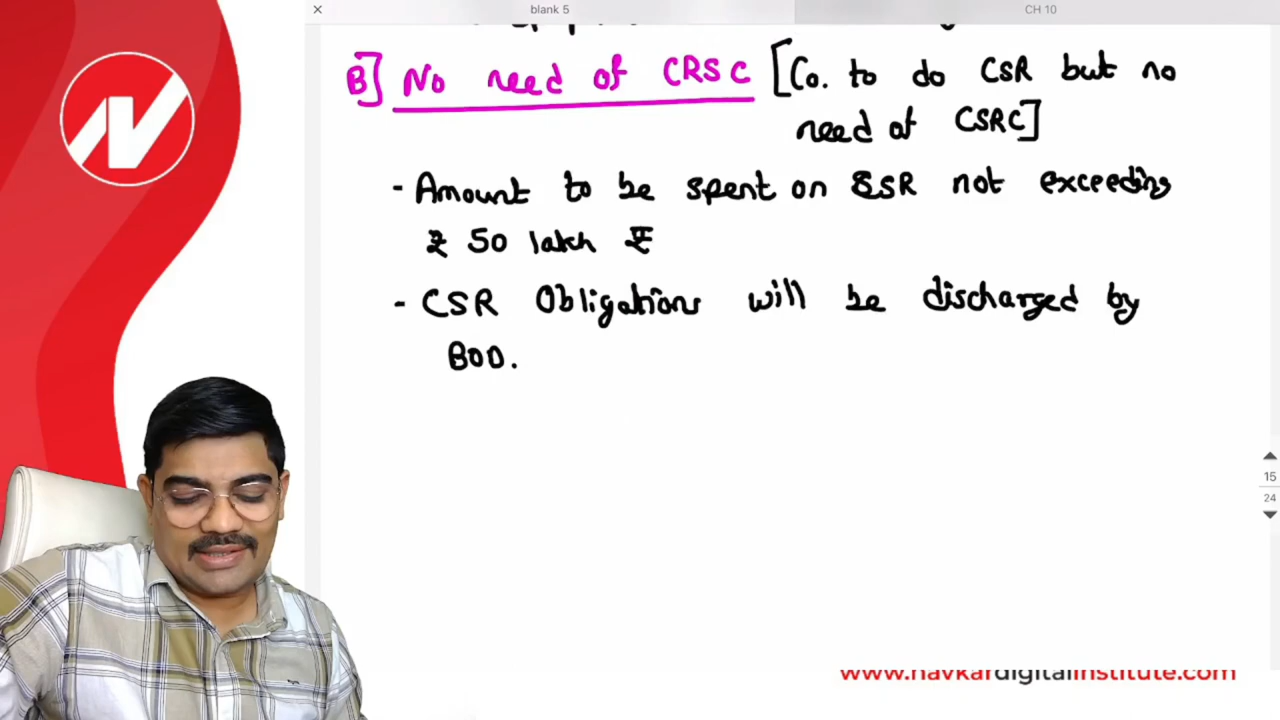 blank 5
CH 10
B] No need of CRSC [Co. to do CSR but no
need of CSRC]
- Amount to be spent on CSR not exceeding
₹ 50 lakh ₹
- CSR Obligations will be discharged by
BOD.
15
24
www.navkardigitalinstitute.com